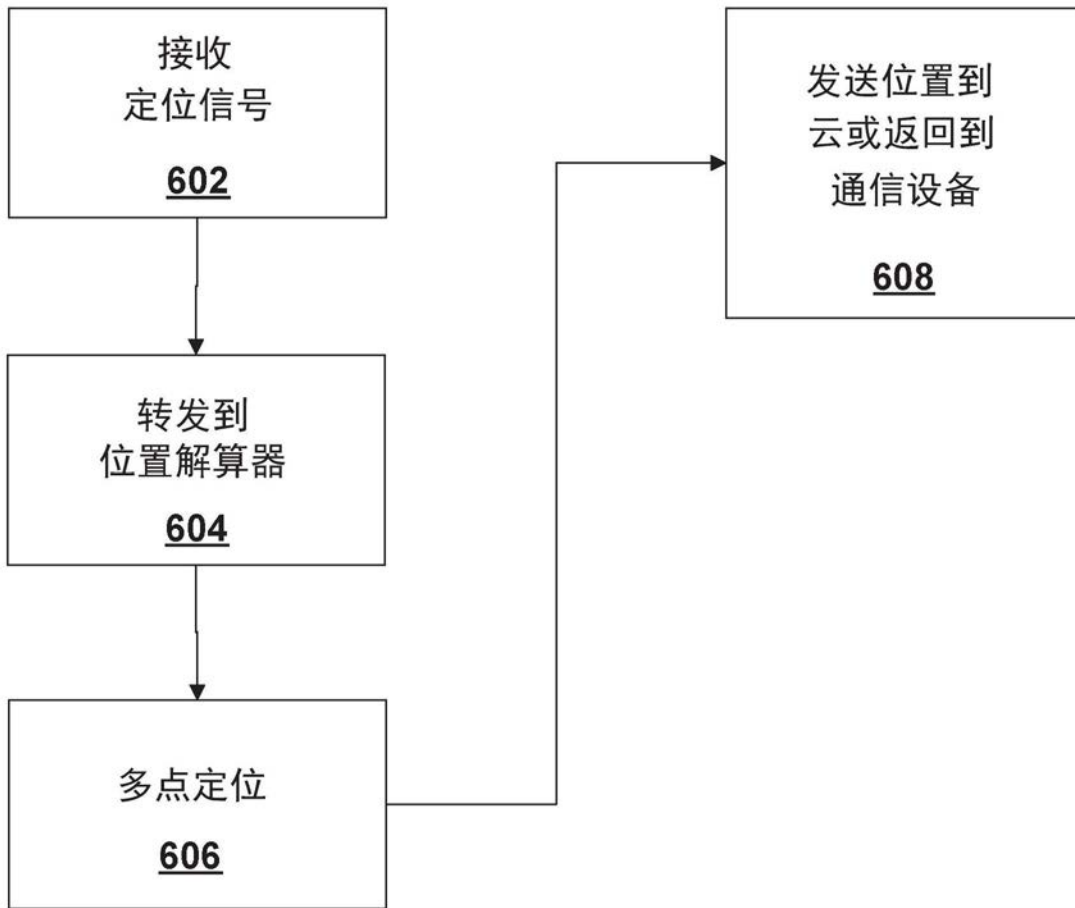 接收
定位信号
602
转发到
位置解算器
604
多点定位
606
发送位置到
云或返回到
通信设备
608